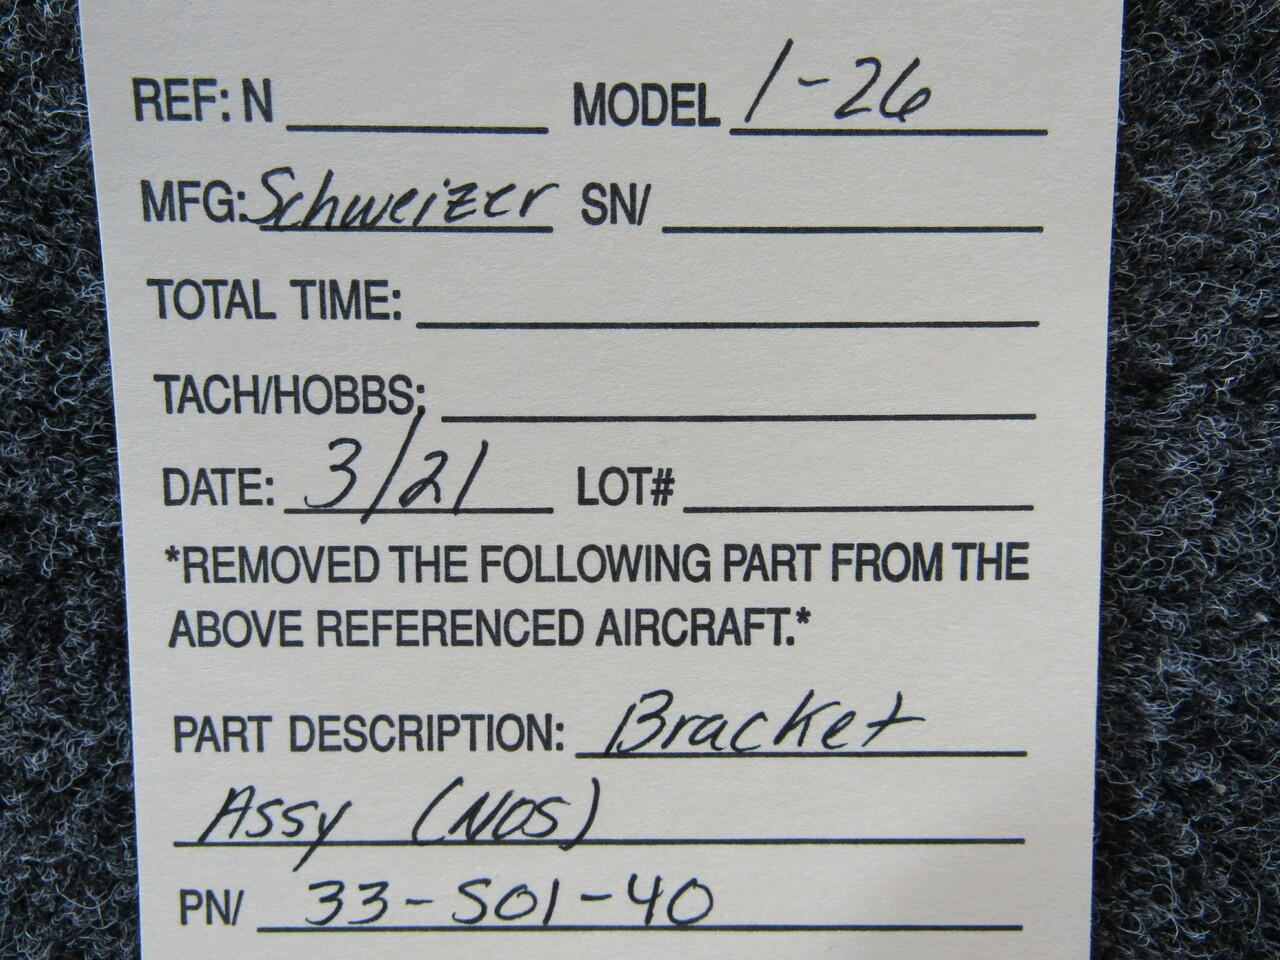 REF: N MODEL 1-26
MFG: Schweizer SN/
TOTAL TIME:
TACH/HOBBS:
DATE: 3/21 LOT#
*REMOVED THE FOLLOWING PART FROM THE
ABOVE REFERENCED AIRCRAFT.*
PART DESCRIPTION: Bracket
Assy (NOS)
PN/ 33-501-40